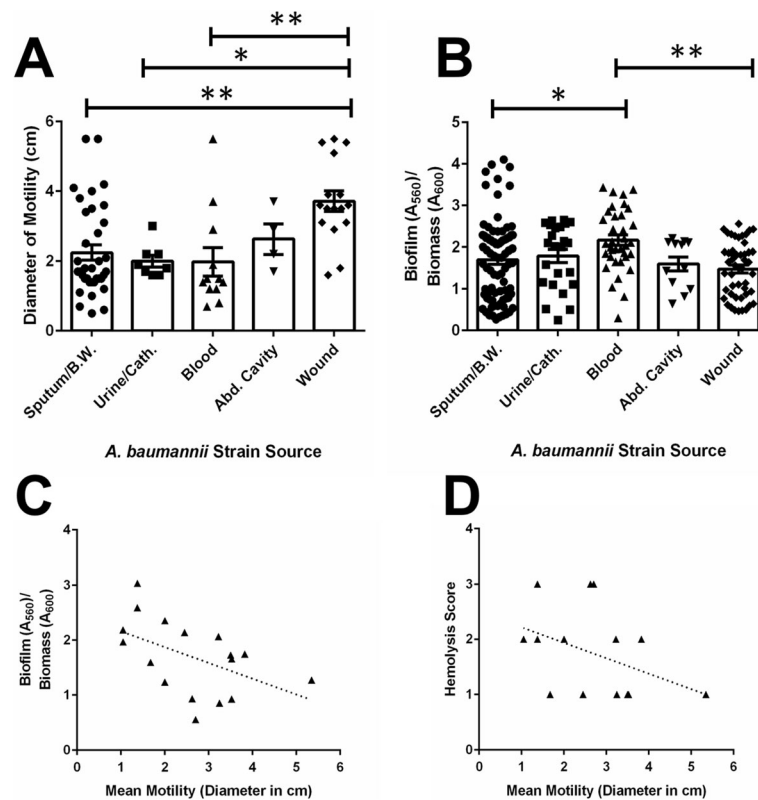 A
**
*
**
Diameter of Motility (cm)
6
4
2
0
Sputum/B.W.
Urine/Cath.
Blood
Abd. Cavity
Wound
A. baumannii Strain Source
B
**
*
Biofilm (A560)/
Biomass (A600)
5
4
3
2
1
0
Sputum/B.W.
Urine/Cath.
Blood
Abd. Cavity
Wound
A. baumannii Strain Source
C
Biofilm (A560)/
Biomass (A600)
4
3
2
1
0
0 1 2 3 4 5 6
Mean Motility (Diameter in cm)
D
Hemolysis Score
4
3
2
1
0
0 1 2 3 4 5 6
Mean Motility (Diameter in cm)